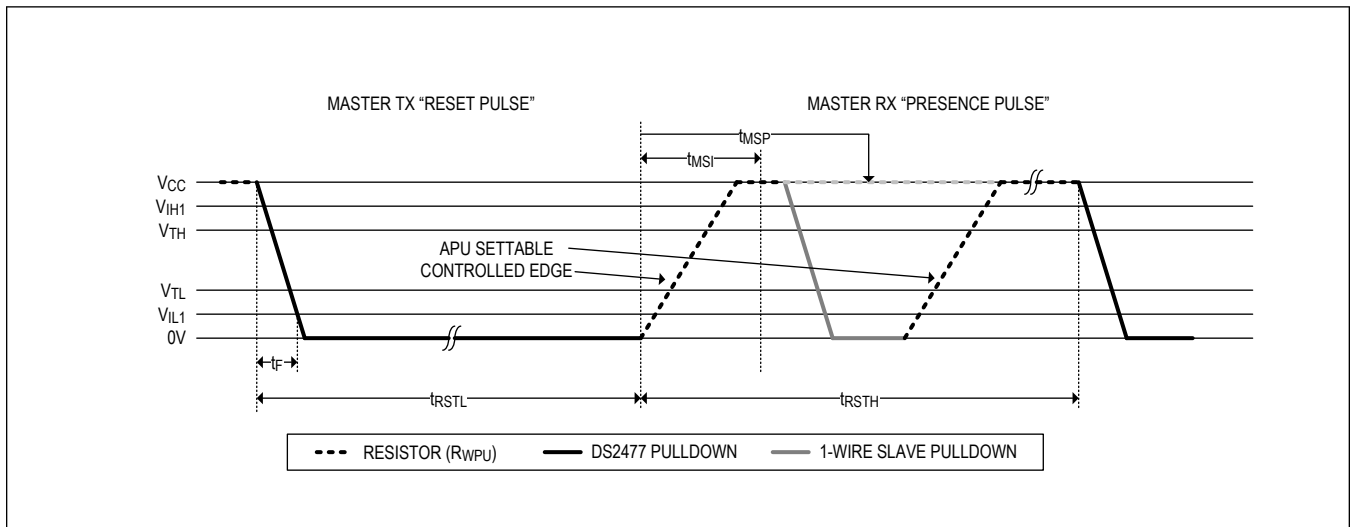 MASTER TX “RESET PULSE”
MASTER RX “PRESENCE PULSE”
tMSP
tMSI
VCC
VIH1
VTH
APU SETTABLE
CONTROLLED EDGE
VTL
VIL1
0V
tF
tRSTL
tRSTH
RESISTOR (RWPU)
DS2477 PULLDOWN
1-WIRE SLAVE PULLDOWN